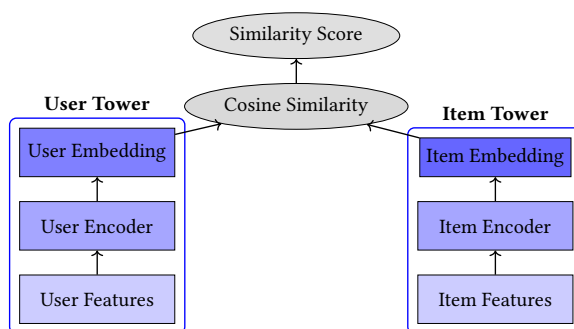 Similarity Score
Cosine Similarity
User Tower
User Embedding
User Encoder
User Features
Item Tower
Item Embedding
Item Encoder
Item Features